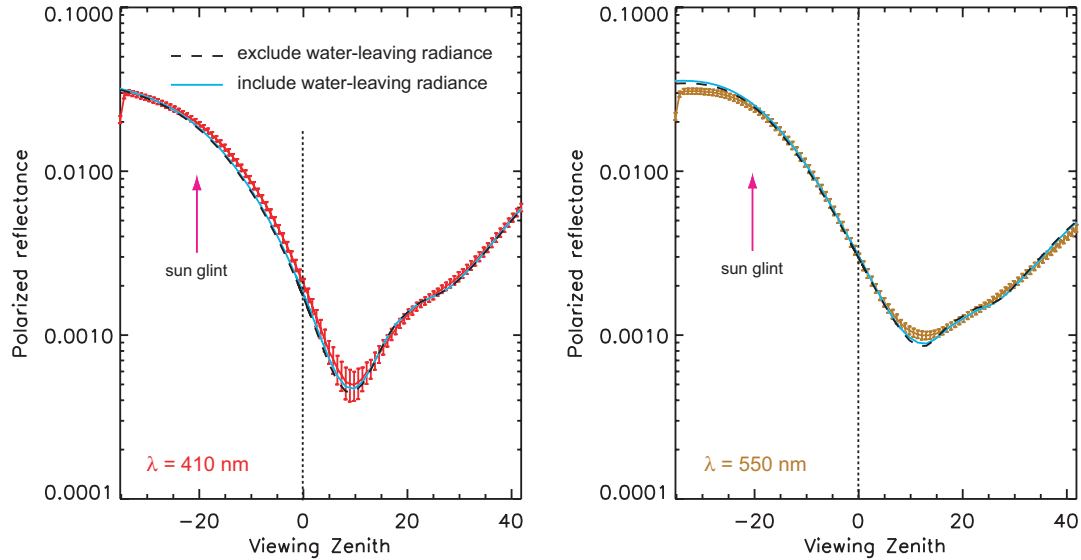 0.1000
0.0100
0.0010
0.0001
Polarized reflectance
exclude water-leaving radiance
include water-leaving radiance
sun glint
λ = 410 nm
−20
0
20
40
Viewing Zenith
0.1000
0.0100
0.0010
0.0001
Polarized reflectance
sun glint
λ = 550 nm
−20
0
20
40
Viewing Zenith